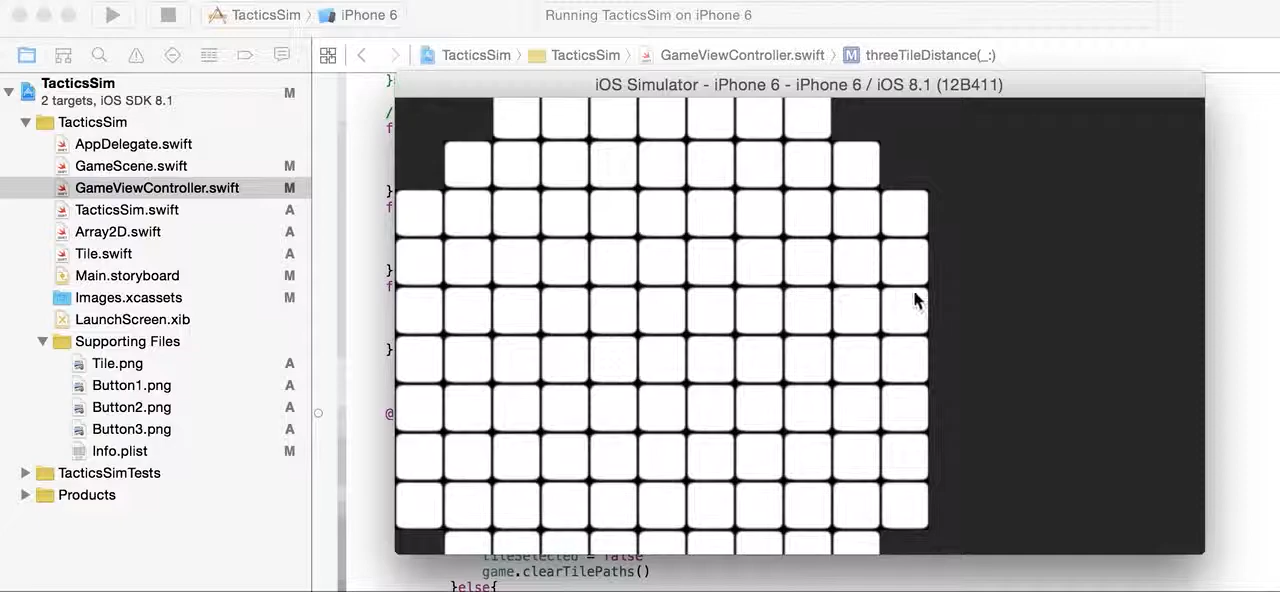 TacticsSim iPhone 6 Running TacticsSim on iPhone 6
TacticsSim TacticsSim GameViewController.swift M threeTileDistance(_:)
TacticsSim M
2 targets, iOS SDK 8.1
TacticsSim
AppDelegate.swift
GameScene.swift M
GameViewController.swift M
TacticsSim.swift A
Array2D.swift A
Tile.swift A
Main.storyboard M
Images.xcassets M
LaunchScreen.xib
Supporting Files
Tile.png A
Button1.png A
Button2.png A
Button3.png A
Info.plist M
TacticsSimTests
Products
iOS Simulator - iPhone 6 - iPhone 6 / iOS 8.1 (12B411)
}
/
f
}
f
}
f
}
@
tileSelected = false
game.clearTilePaths()
}else{